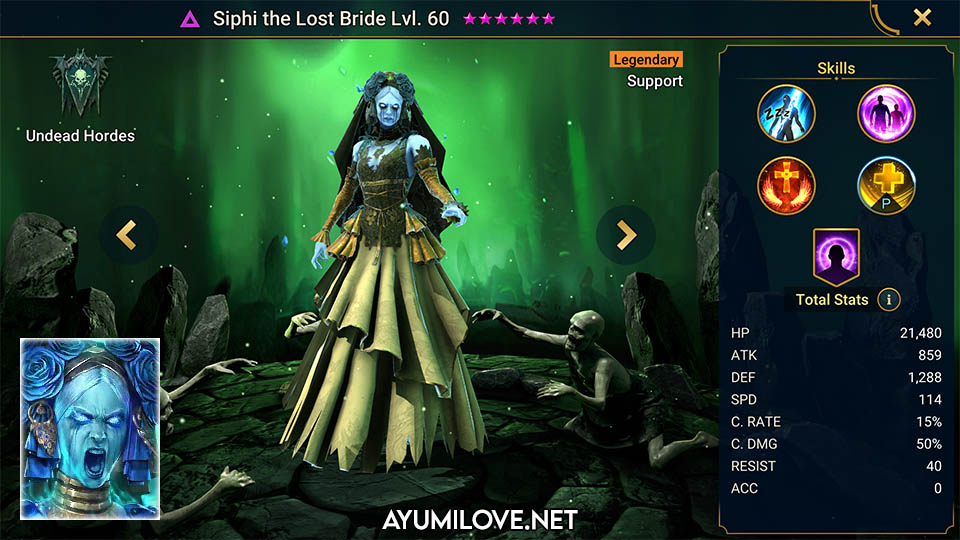 Siphi the Lost Bride Lvl. 60
Undead Hordes
Legendary
Support
Skills
zzz
P
Total Stats i
HP 21,480
ATK 859
DEF 1,288
SPD 114
C. RATE 15%
C. DMG 50%
RESIST 40
ACC 0
AYUMILOVE.NET